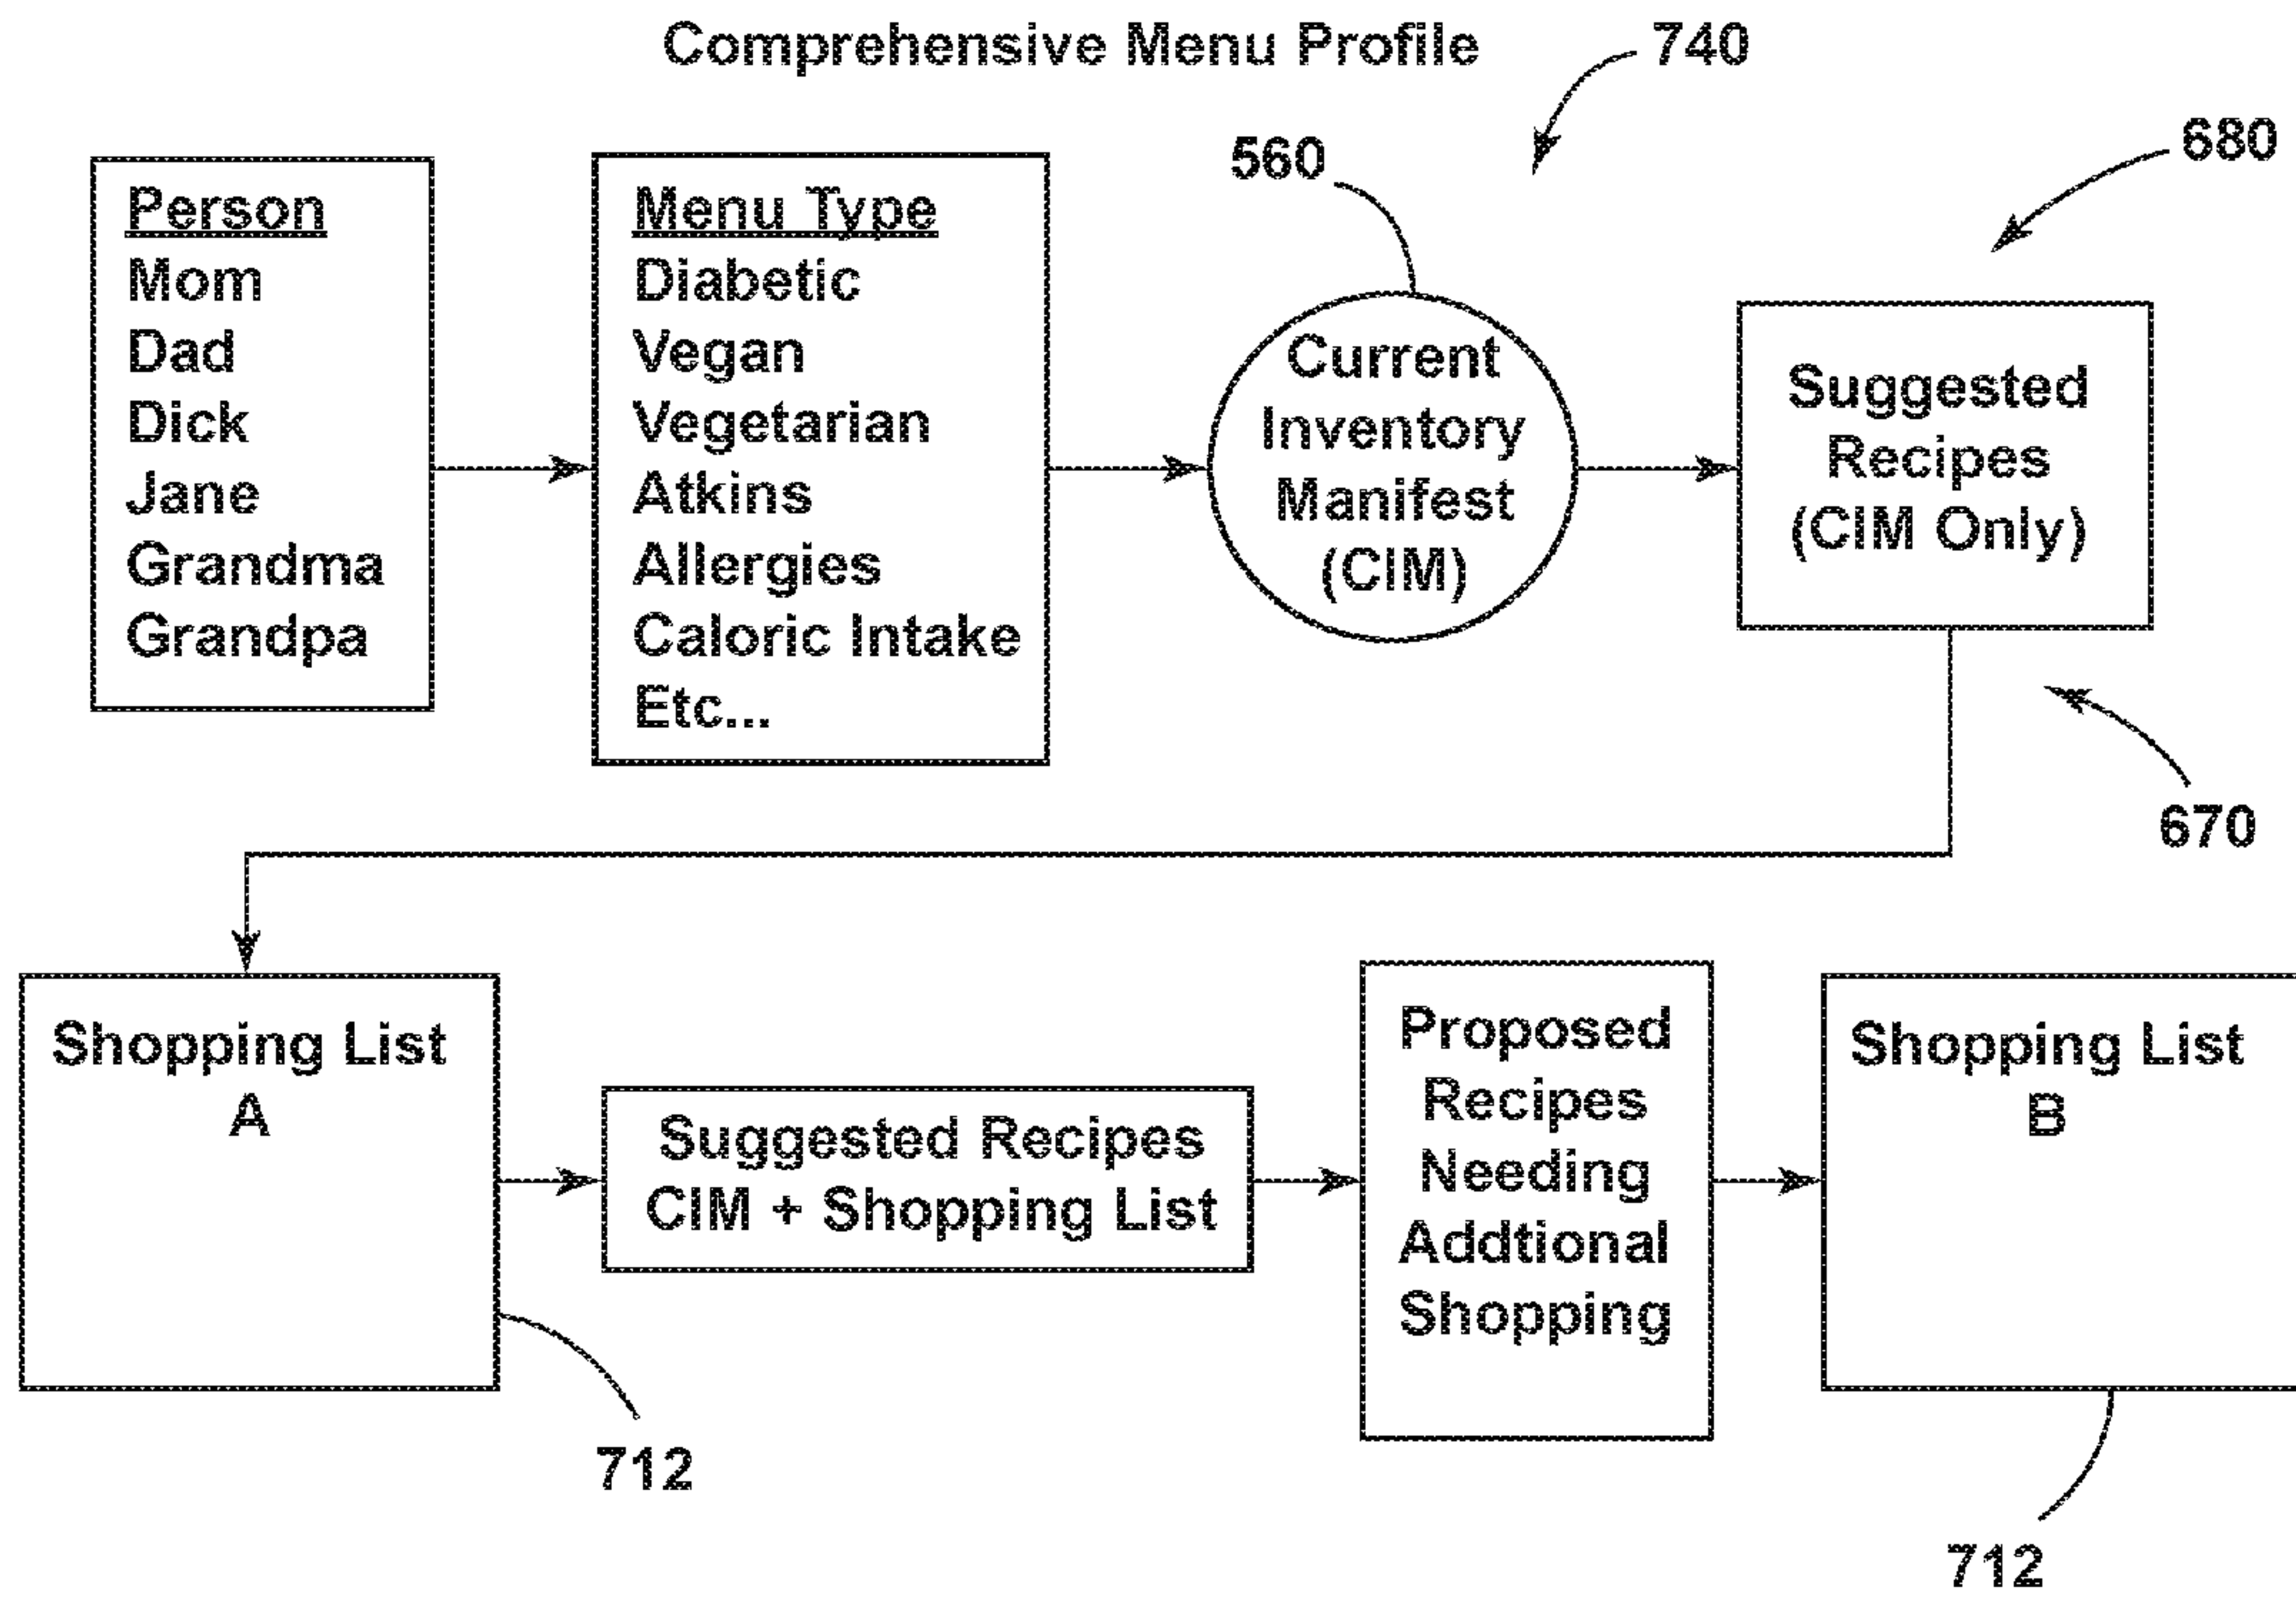 Comprehensive Menu Profile
740
680
560
Person
Mom
Dad
Dick
Jane
Grandma
Grandpa
Menu Type
Diabetic
Vegan
Vegetarian
Atkins
Allergies
Caloric Intake
Etc...
Current
Inventory
Manifest
(CIM)
Suggested
Recipes
(CIM Only)
670
Shopping List
A
712
Suggested Recipes
CIM + Shopping List
Proposed
Recipes
Needing
Addtional
Shopping
Shopping List
B
712